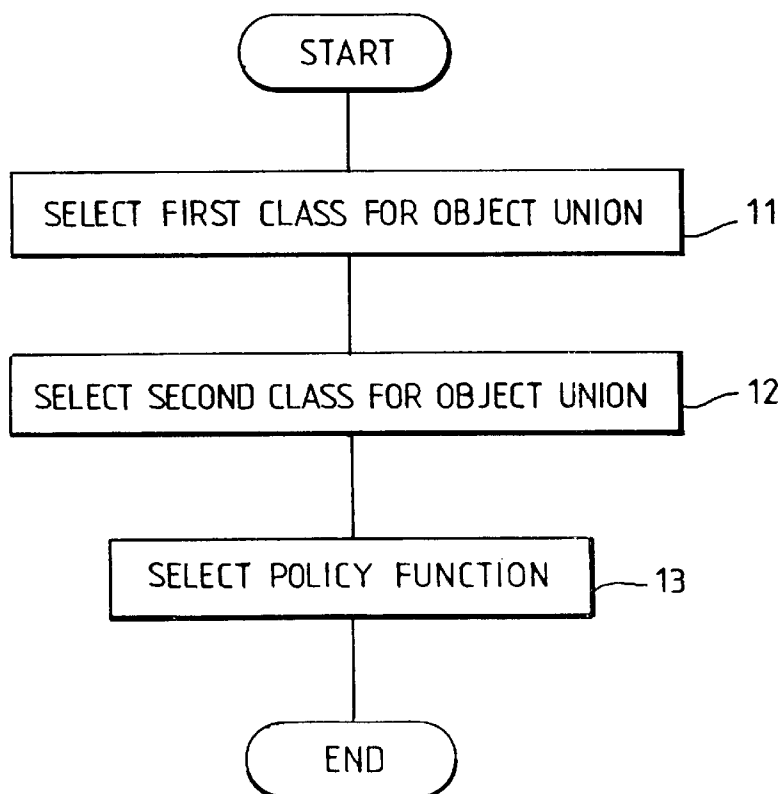 START
SELECT FIRST CLASS FOR OBJECT UNION
11
SELECT SECOND CLASS FOR OBJECT UNION
12
SELECT POLICY FUNCTION
13
END